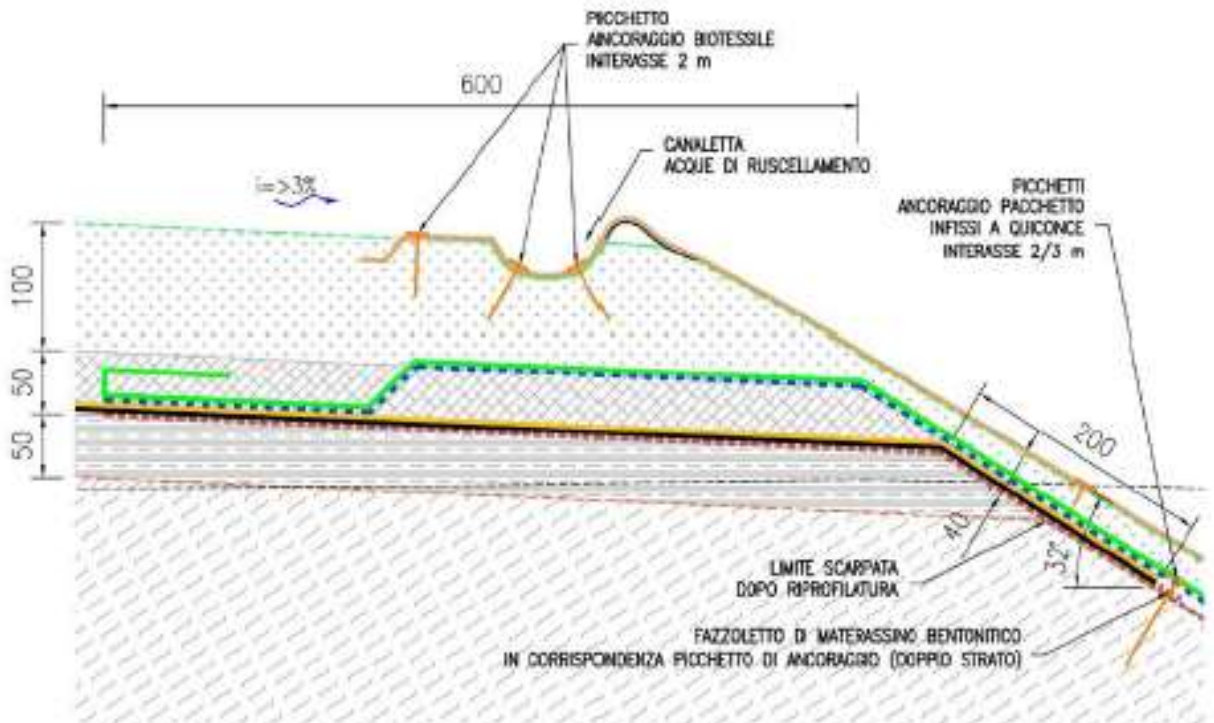 PICCHETTO
ANCORAGGIO BIOTESSILE
INTERASSE 2 m
600
CANALETTA
ACQUE DI RUSCELLAMENTO
i=>3%
PICCHETTI
ANCORAGGIO PACCHETTO
INFISSI A QUICONCE
INTERASSE 2/3 m
100
50
50
200
40
32°
LIMITE SCARPATA
DOPO RIPROFILATURA
FAZZOLETTO DI MATERASSINO BENTONITICO
IN CORRISPONDENZA PICCHETTO DI ANCORAGGIO (DOPPIO STRATO)